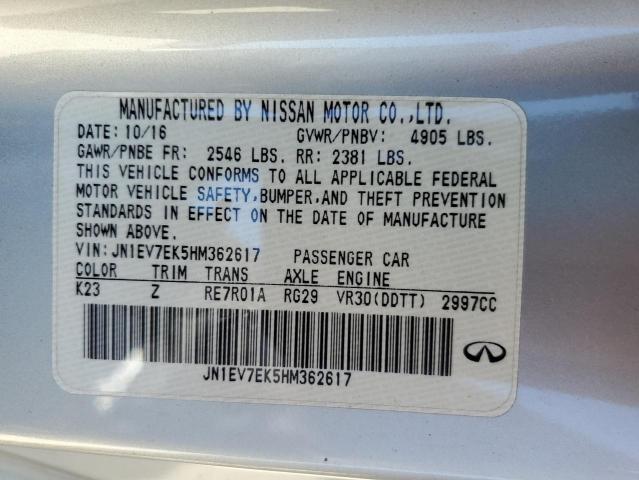 MANUFACTURED BY NISSAN MOTOR CO.,LTD.
DATE: 10/16 GVWR/PNBV: 4905 LBS.
GAWR/PNBE FR: 2546 LBS. RR: 2381 LBS.
THIS VEHICLE CONFORMS TO ALL APPLICABLE FEDERAL
MOTOR VEHICLE SAFETY,BUMPER,AND THEFT PREVENTION
STANDARDS IN EFFECT ON THE DATE OF MANUFACTURE
SHOWN ABOVE.
VIN:JN1EV7EK5HM362617 PASSENGER CAR
COLOR TRIM TRANS AXLE ENGINE
K23 Z RE7R01A RG29 VR30(DDTT) 2997CC
JN1EV7EK5HM362617